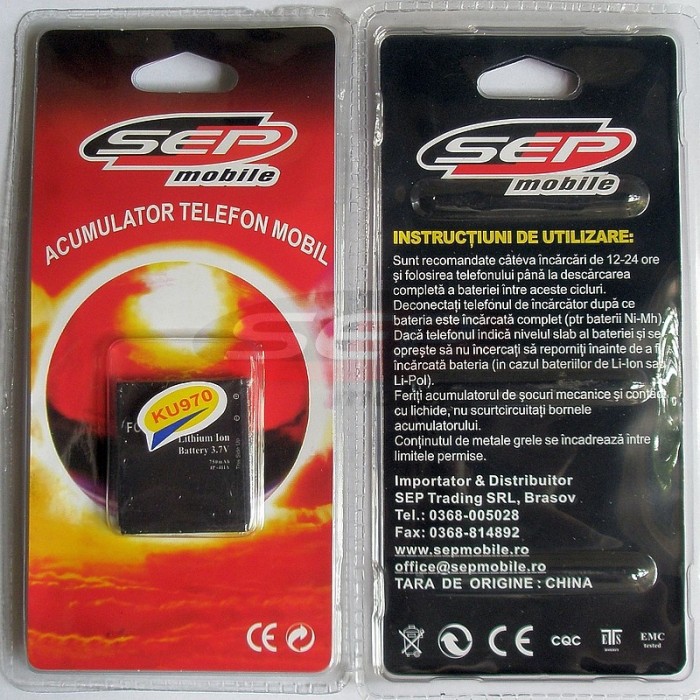 SEP
mobile
ACUMULATOR TELEFON MOBIL
KU970
Lithium Ion
Battery 3.7V
CE
SEP
mobile
INSTRUCȚIUNI DE UTILIZARE:
Sunt recomandate câteva încărcări de 12-24 ore
și folosirea telefonului până la descărcarea
completă a bateriei între aceste cicluri.
Deconectați telefonul de încărcător după ce
bateria este încărcată complet (ptr baterii Ni-Mh).
Dacă telefonul indică nivelul slab al bateriei și se
oprește să nu încercați să reporniți înainte de a fi
încărcată bateria (în cazul bateriilor de Li-Ion sau
Li-Pol).
Feriți acumulatorul de șocuri mecanice și contact
cu lichide, nu scurtcircuitați bornele
acumulatorului.
Conținutul de metale grele se încadrează între
limitele permise.
Importator & Distribuitor
SEP Trading SRL, Brasov
Tel.: 0368-005028
Fax: 0368-814892
www.sepmobile.ro
office@sepmobile.ro
TARA DE ORIGINE : CHINA
CE CQC ETS EMC
tested